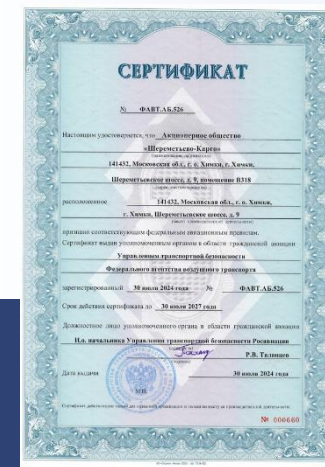 СЕРТИФИКАТ
№ ФАВТ.АБ.526
Настоящим удостоверяется, что Акционерное общество
«Шереметьево-Карго»
141432, Московская обл., г. о. Химки, г. Химки,
Шереметьевское шоссе, д. 9, помещение В318
расположенное 141432, Московская обл., г. о. Химки,
г. Химки, Шереметьевское шоссе, д. 9
признано соответствующим федеральным авиационным правилам.
Сертификат выдан уполномоченным органом в области гражданской авиации
Управлением транспортной безопасности
Федерального агентства воздушного транспорта
зарегистрированный 30 июля 2024 года № ФАВТ.АБ.526
Срок действия сертификата до 30 июля 2027 года
Должностное лицо уполномоченного органа в области гражданской авиации
И.о. начальника Управления транспортной безопасности Росавиации
Р.В. Талипов
Дата выдачи 30 июля 2024 года
М.П.
№ 000660